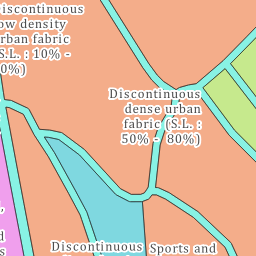 iscontinuous
ow density
rban fabric
S.L. : 10% -
0%)
Discontinuous
dense urban
fabric (S.L. :
50% - 80%)
Discontinuous
Sports and